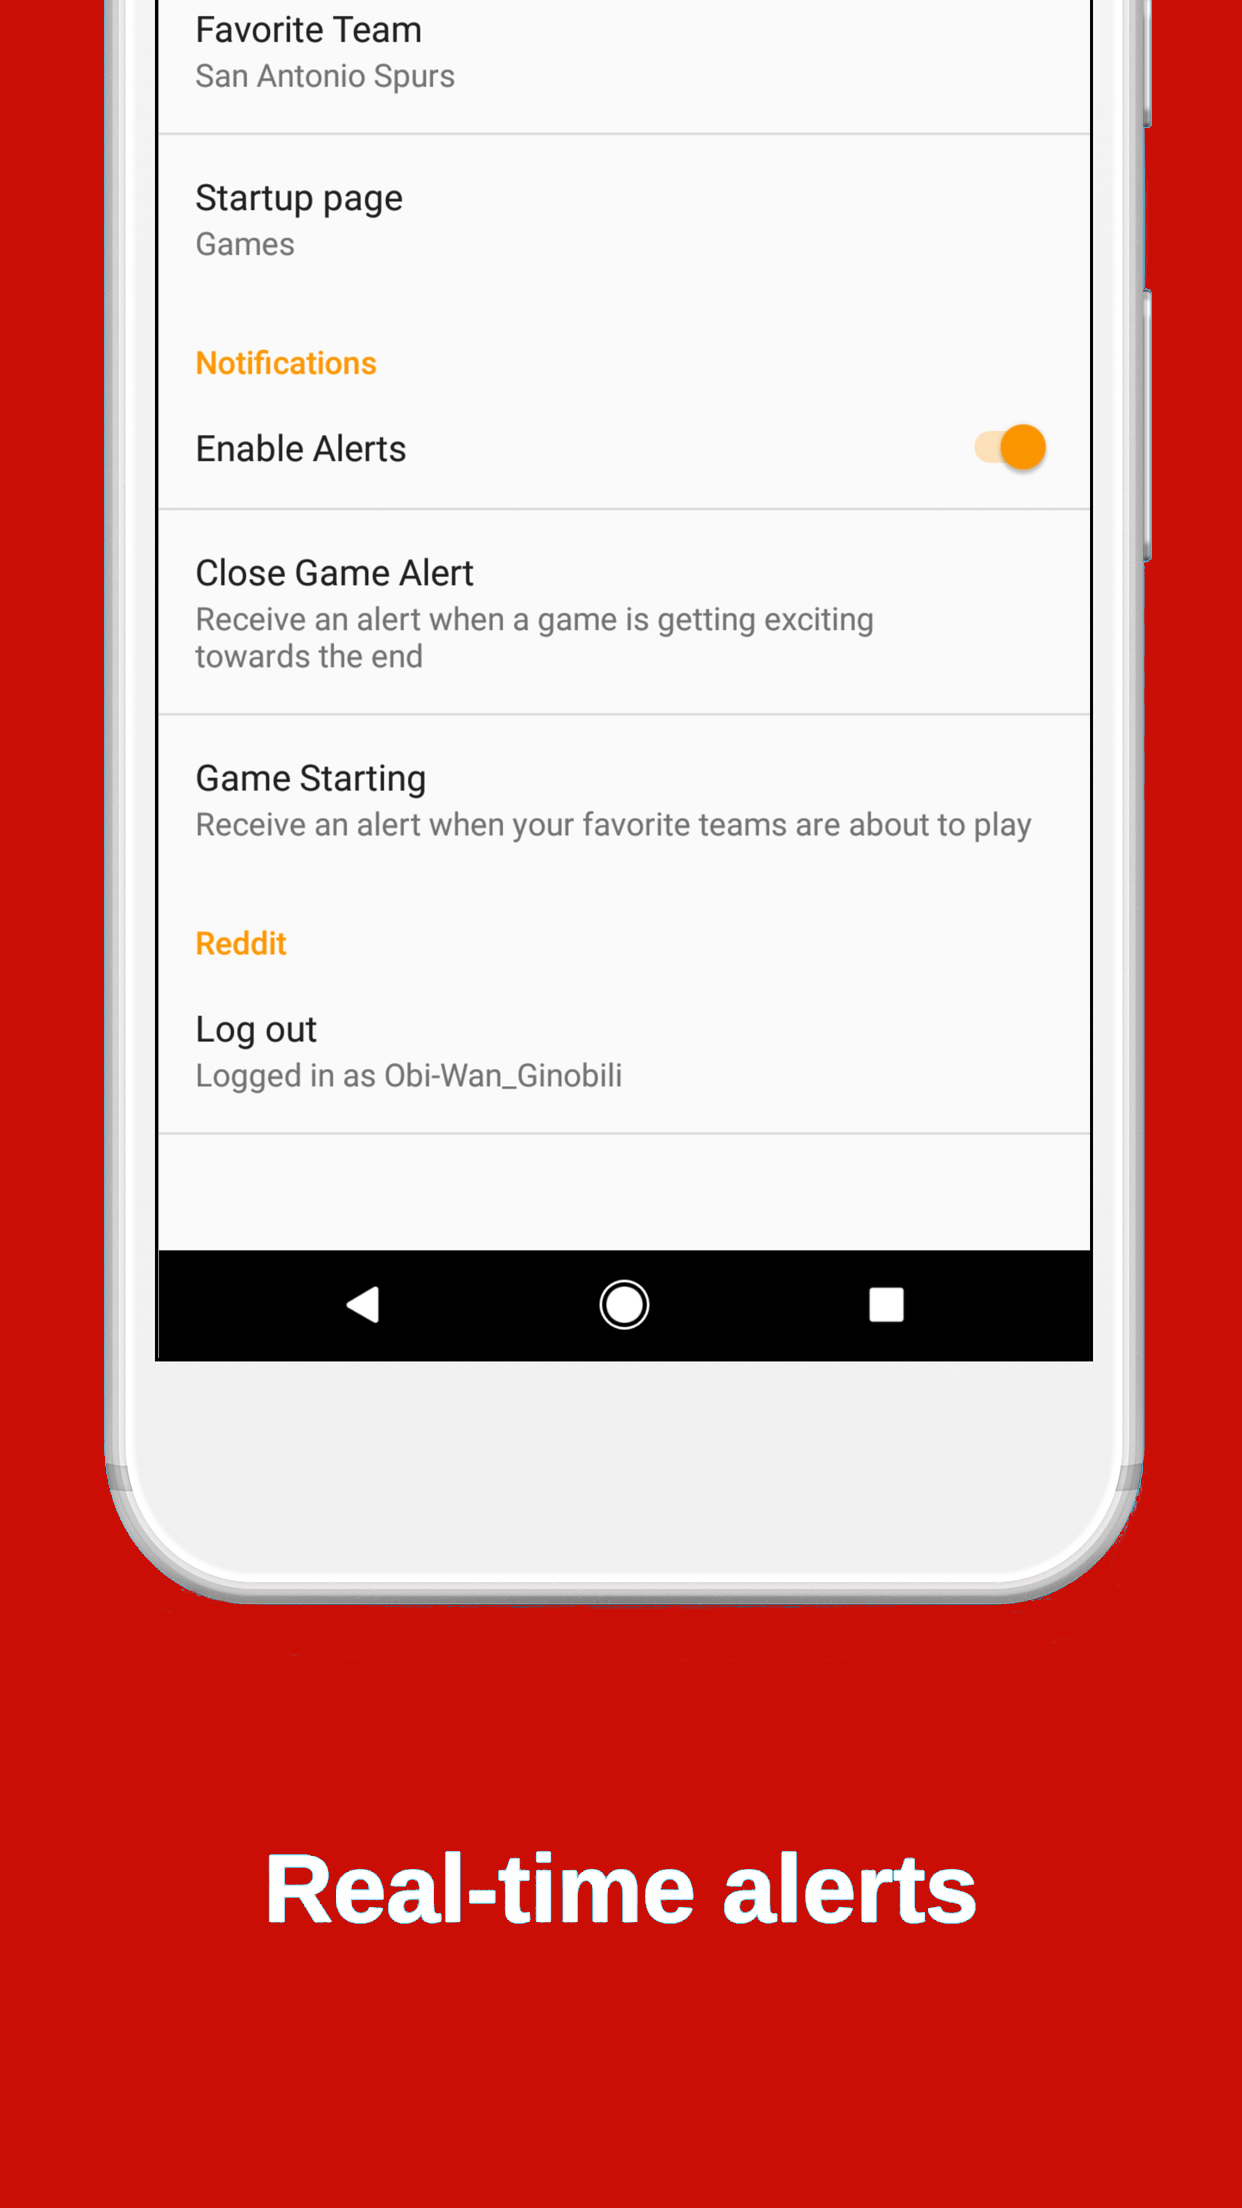 Favorite Team
San Antonio Spurs
Startup page
Games
Notifications
Enable Alerts
Close Game Alert
Receive an alert when a game is getting exciting
towards the end
Game Starting
Receive an alert when your favorite teams are about to play
Reddit
Log out
Logged in as Obi-Wan_Ginobili
Real-time alerts